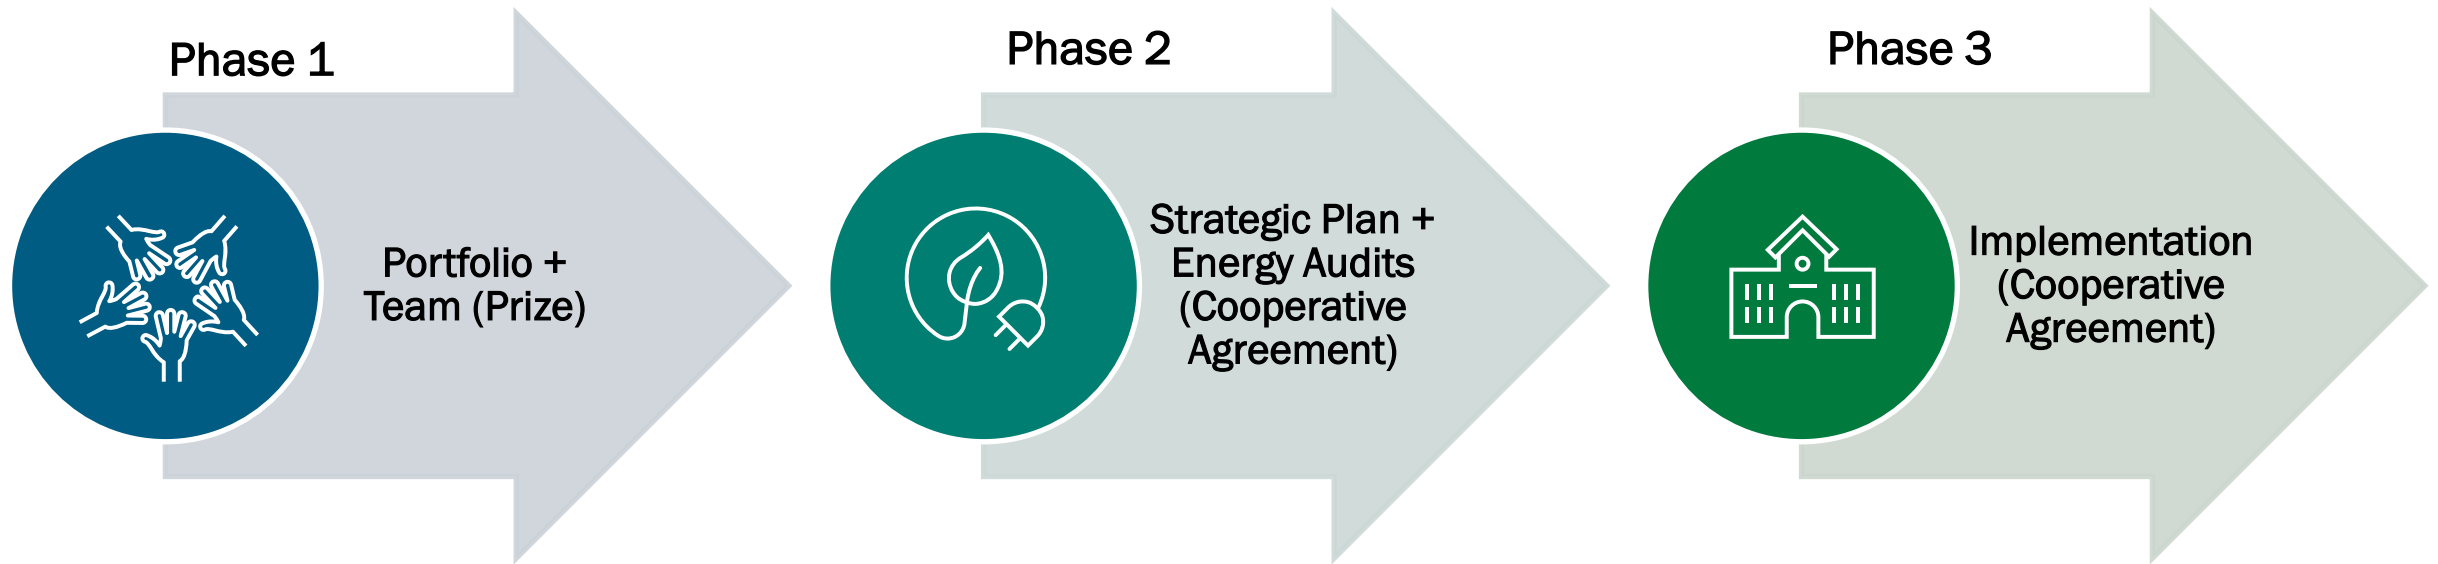 Phase 1
Portfolio +
Team (Prize)
Phase 2
Strategic Plan +
Energy Audits
(Cooperative
Agreement)
Phase 3
Implementation
(Cooperative
Agreement)